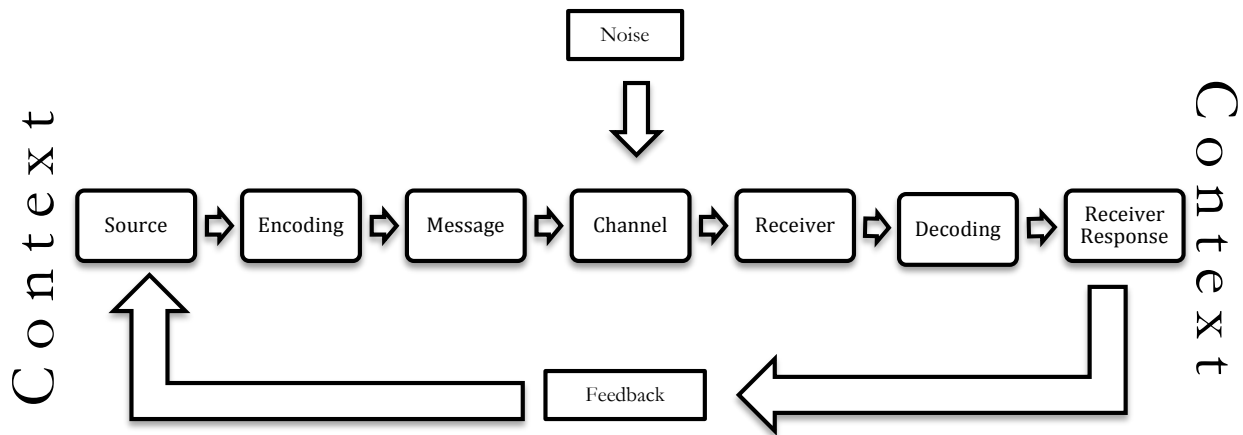 Noise
Context
Context
Source
Encoding
Message
Channel
Receiver
Decoding
Receiver
Response
Feedback